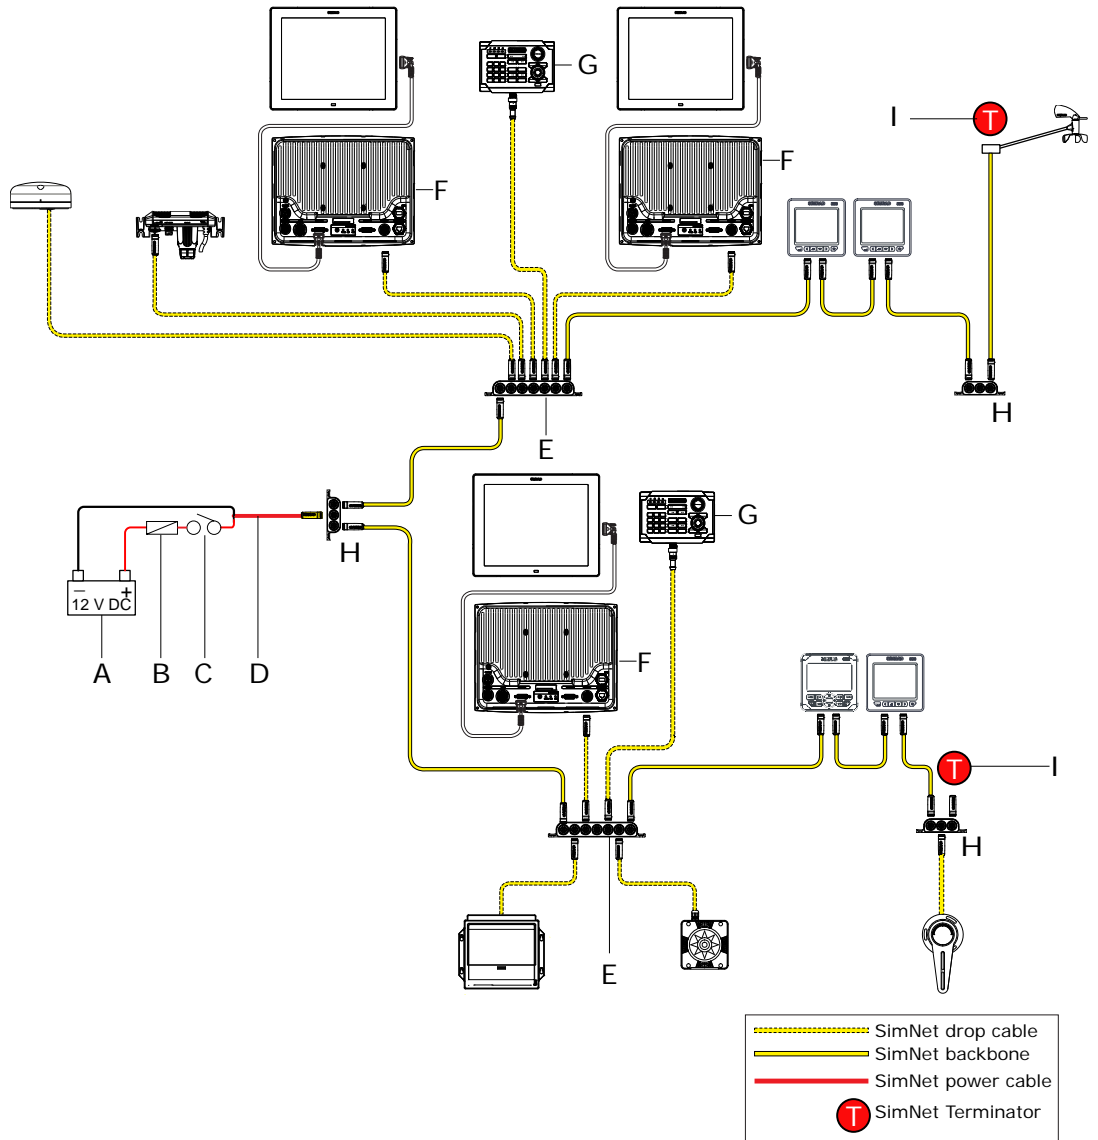 G
I
T
F
F
H
E
G
H
12 V DC
A
B
C
D
F
T
I
H
E
SimNet drop cable
SimNet backbone
SimNet power cable
T
SimNet Terminator